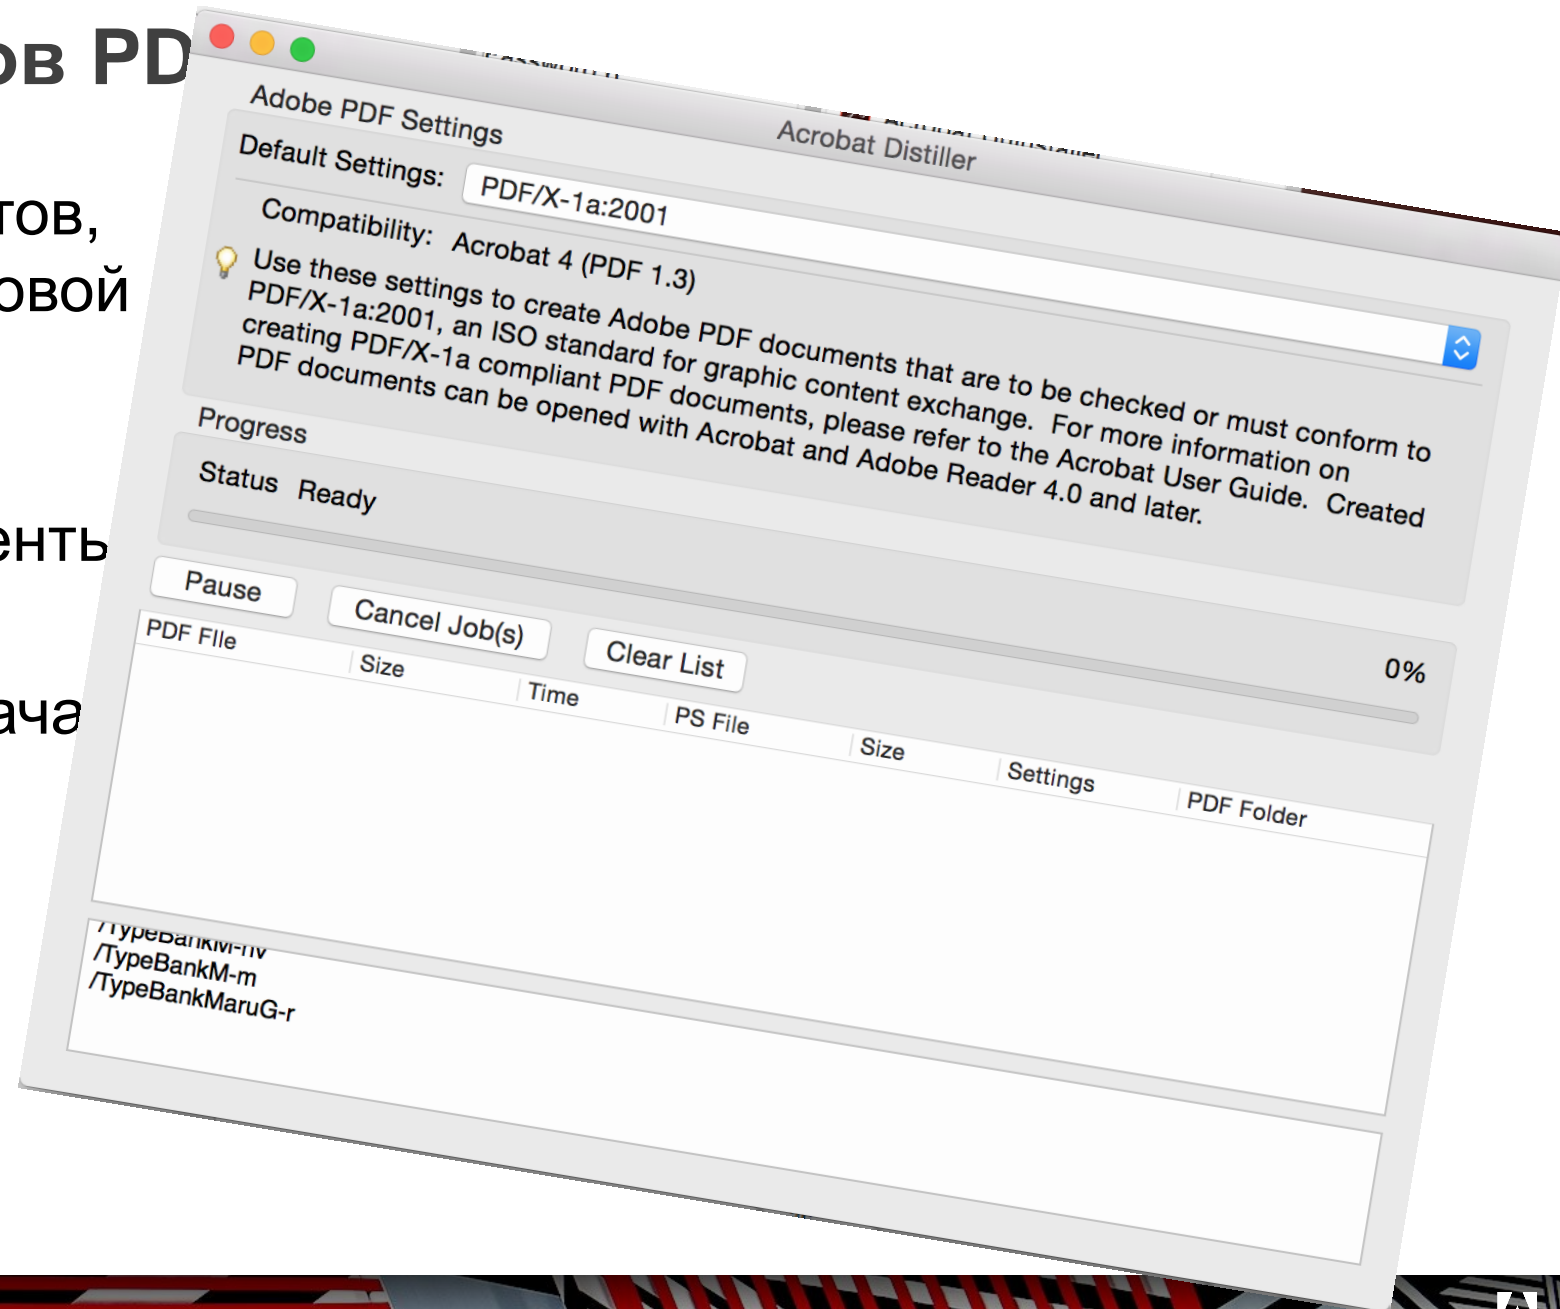 ов PD
тов,
овой
енты
ача
Acrobat Distiller
Adobe PDF Settings
Default Settings: PDF/X-1a:2001
Compatibility: Acrobat 4 (PDF 1.3)
Use these settings to create Adobe PDF documents that are to be checked or must conform to
PDF/X-1a:2001, an ISO standard for graphic content exchange. For more information on
creating PDF/X-1a compliant PDF documents, please refer to the Acrobat User Guide. Created
PDF documents can be opened with Acrobat and Adobe Reader 4.0 and later.
Progress
Status Ready
0%
Pause Cancel Job(s) Clear List
PDF FIle Size Time PS File Size Settings PDF Folder
/TypeBankM-hv
/TypeBankM-m
/TypeBankMaruG-r